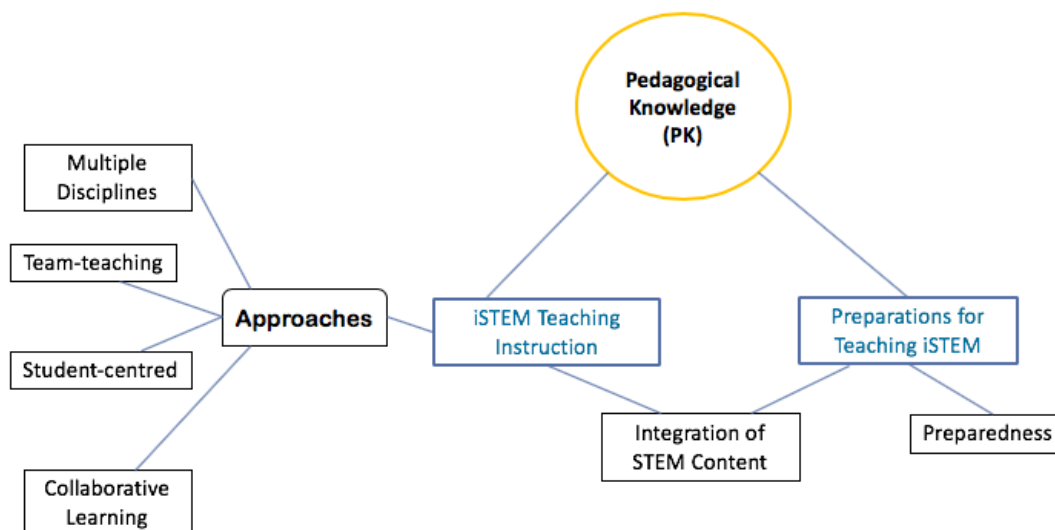 Pedagogical
Knowledge
(PK)
Multiple
Disciplines
Team-teaching
Approaches
iSTEM Teaching
Instruction
Preparations for
Teaching iSTEM
Student-centred
Integration of
STEM Content
Preparedness
Collaborative
Learning